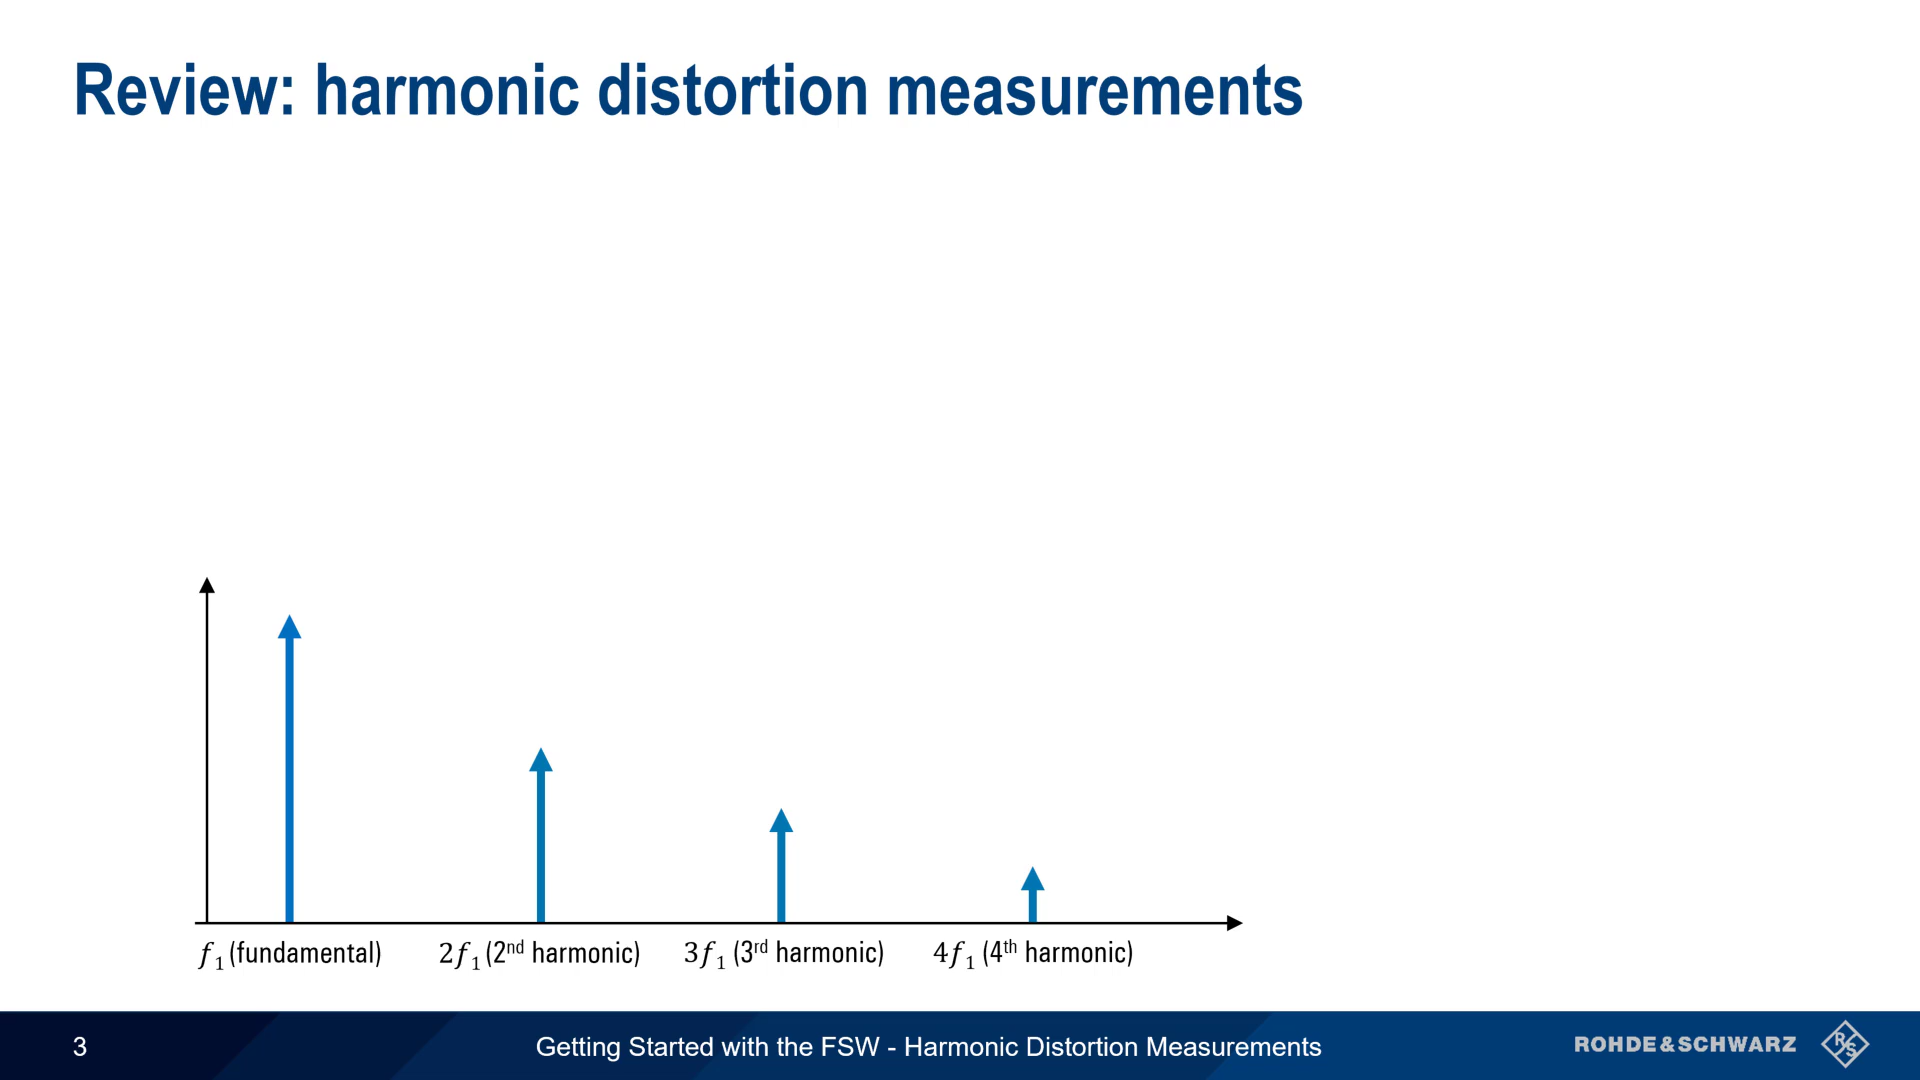 Review: harmonic distortion measurements
f₁ (fundamental) 2f₁ (2ⁿᵈ harmonic) 3f₁ (3ʳᵈ harmonic) 4f₁ (4ᵗʰ harmonic)
3 Getting Started with the FSW - Harmonic Distortion Measurements ROHDE&SCHWARZ R&S